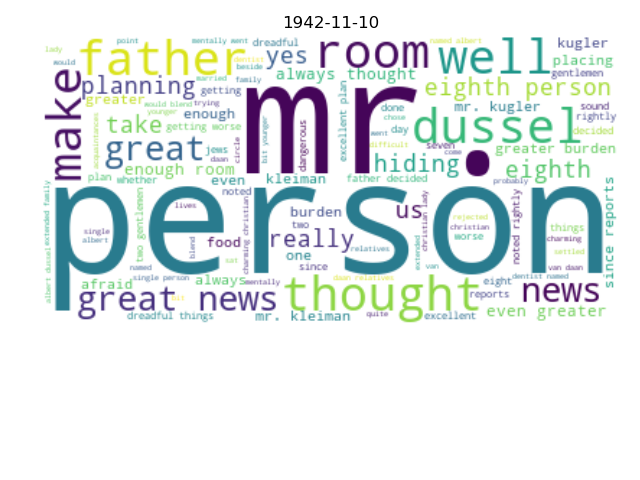 1942-11-10
lady
point
mentally went
dreadful
named albert
kugler
mould
father
yes
room
well
placing
dentist
beside
always thought
gentlemen
make
planning
married
getting
family
mr.
excellent plan
eighth person
greater
mould blend
trying
done
mr. kugler
sound
rightly
enough
chose
take
getting worse
day
dussel
decided
younger
dangerous
went
difficult
seven
acquaintances
great
jews
circle
bit younger
come
greater burden
daan
hiding
enough room
father decided
eighth
plan
whether
even
kleiman
probably
person
extended family
two gentlemen
lives
noted
charming christian
us
christian lady
rejected
christian
noted rightly
things
since reports
single
albert
burden
two
blend
food
really
relatives
worse
charming
settled
albert dussel
sat
one
since
extended
van
van daan
named
single person
afraid
always
mentally
daan relatives
eight
dentist named
great news
bit
thought
reports
news
dreadful things
mr. kleiman
quite
excellent
even greater